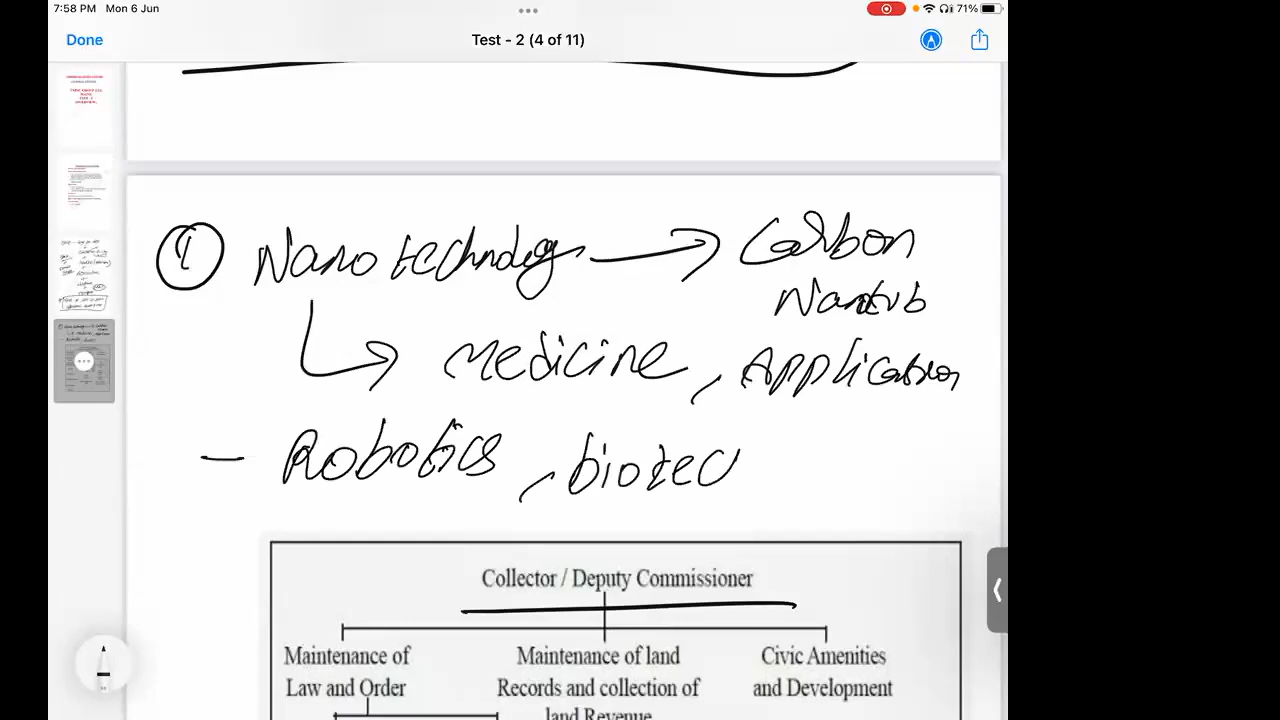 7:58 PM Mon 6 Jun
71%
Done
Test - 2 (4 of 11)
1 Nanotechnology → Carbon
Nanotub
medicine, Application
- Robotics, biotec
Collector / Deputy Commissioner
Maintenance of Law and Order
Maintenance of land Records and collection of land Revenue
Civic Amenities and Development